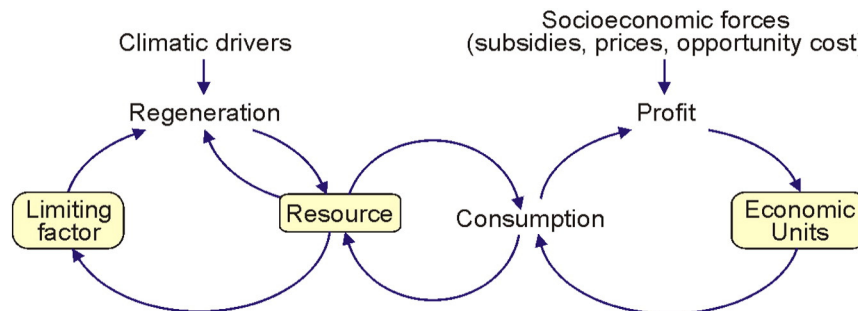 Climatic drivers
Socioeconomic forces
(subsidies, prices, opportunity cost)
Regeneration
Profit
Limiting
factor
Resource
Consumption
Economic
Units